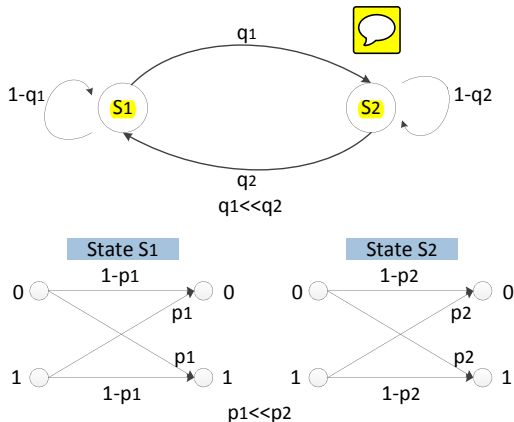 q1
1-q1
S1
S2
1-q2
q2
q1<<q2
State S1
State S2
1-p1
1-p2
0
0
0
0
p1
p2
p1
p2
1
1
1
1
1-p1
1-p2
p1<<p2